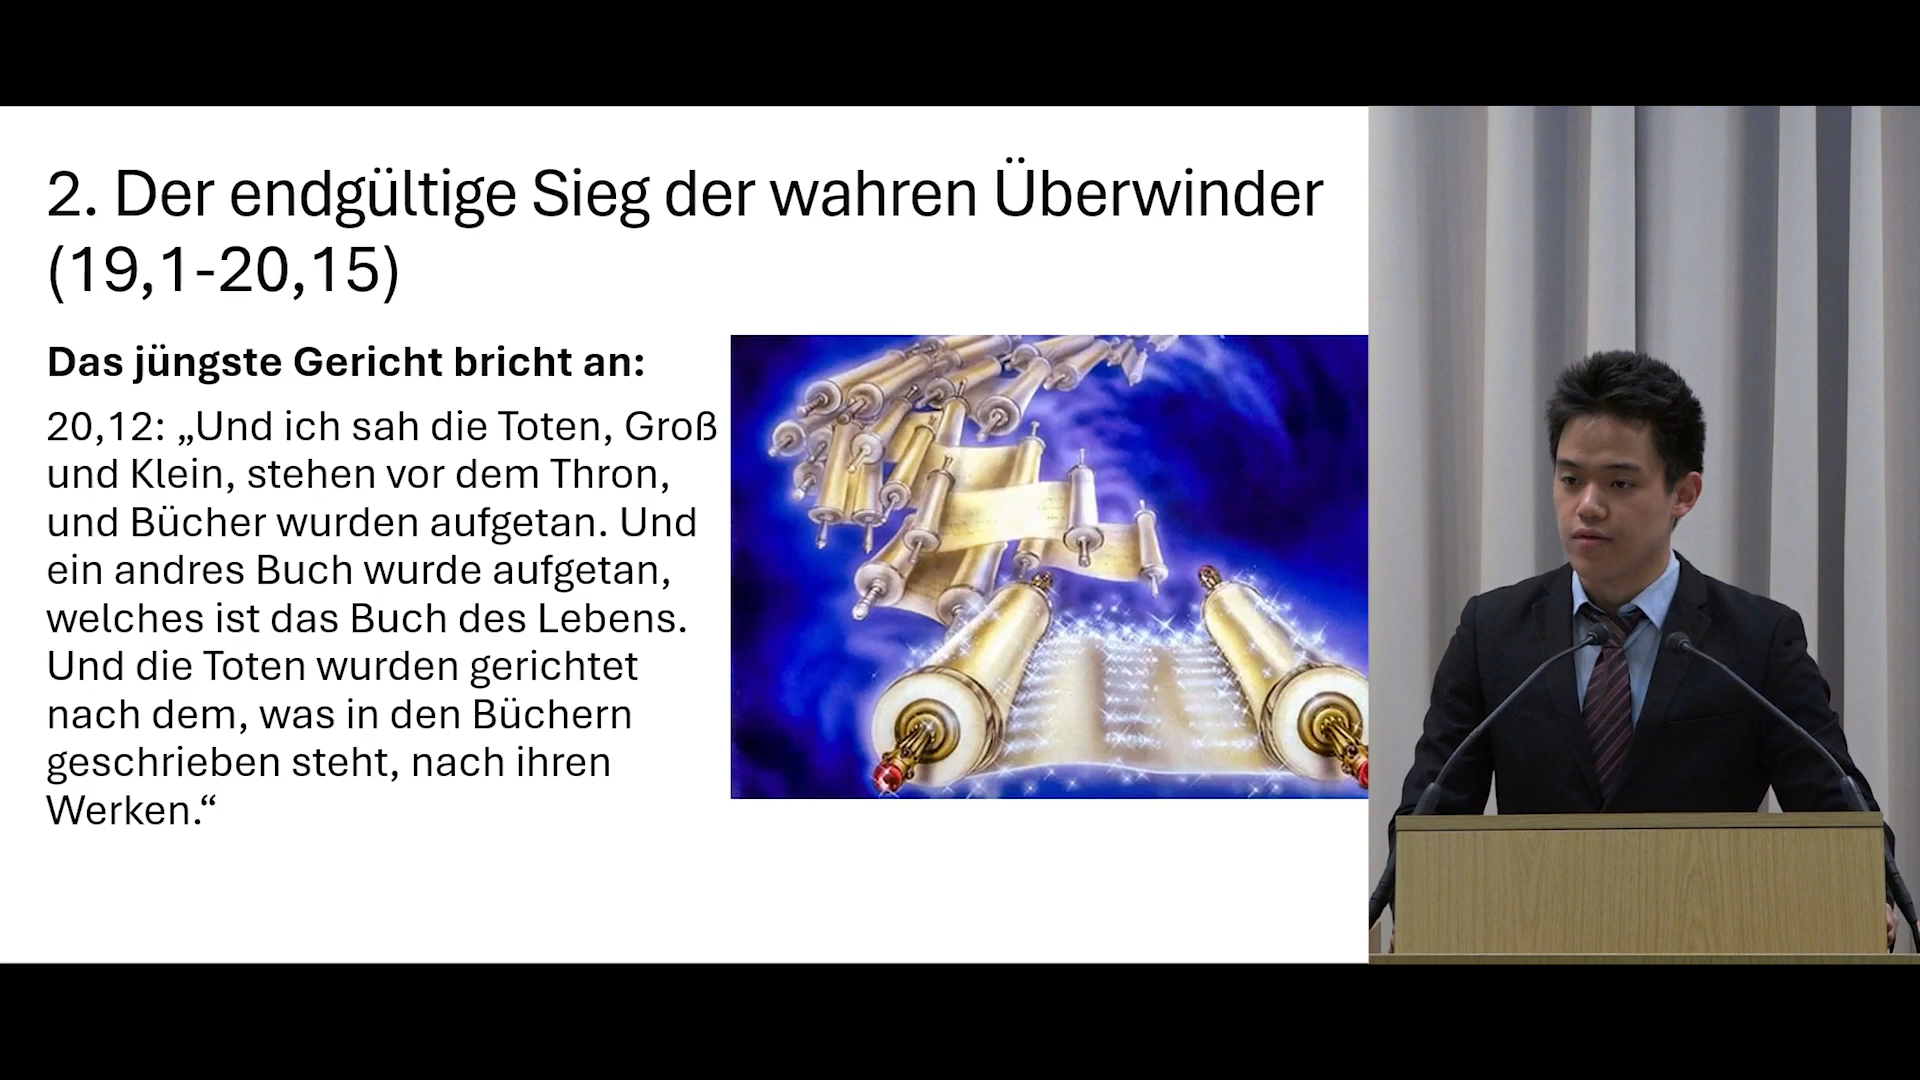 2. Der endgültige Sieg der wahren Überwinder
(19,1-20,15)
Das jüngste Gericht bricht an:
20,12: „Und ich sah die Toten, Groß
und Klein, stehen vor dem Thron,
und Bücher wurden aufgetan. Und
ein andres Buch wurde aufgetan,
welches ist das Buch des Lebens.
Und die Toten wurden gerichtet
nach dem, was in den Büchern
geschrieben steht, nach ihren
Werken.“